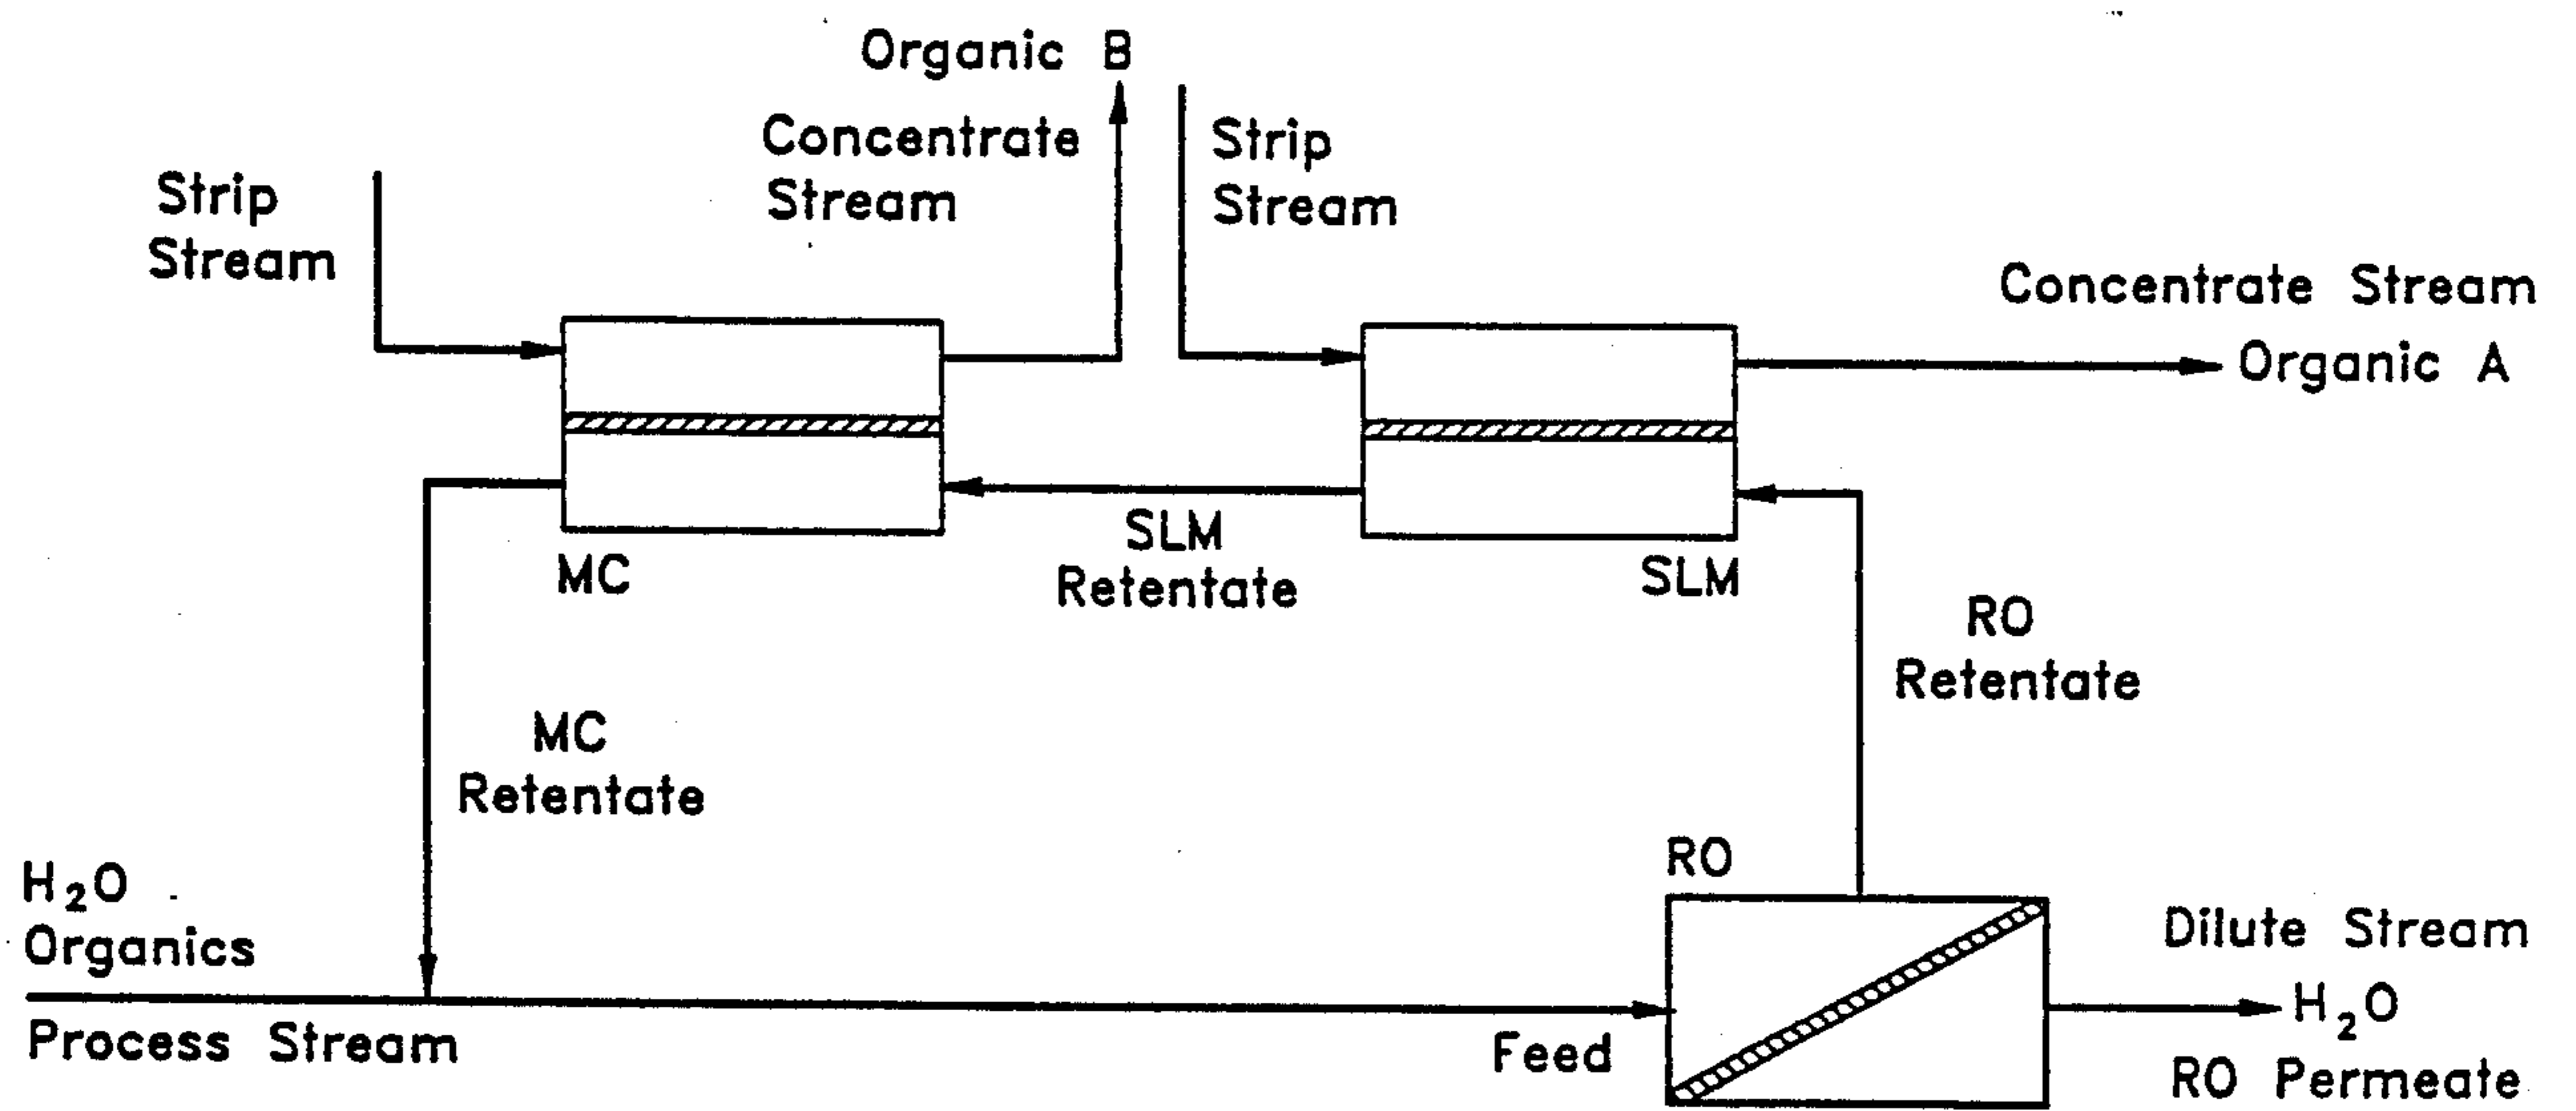 Organic B
Concentrate
Stream
Strip
Stream
Strip
Stream
Concentrate Stream
Organic A
MC
SLM
Retentate
SLM
RO
Retentate
MC
Retentate
H₂O
Organics
Process Stream
Feed
RO
Dilute Stream
H₂O
RO Permeate